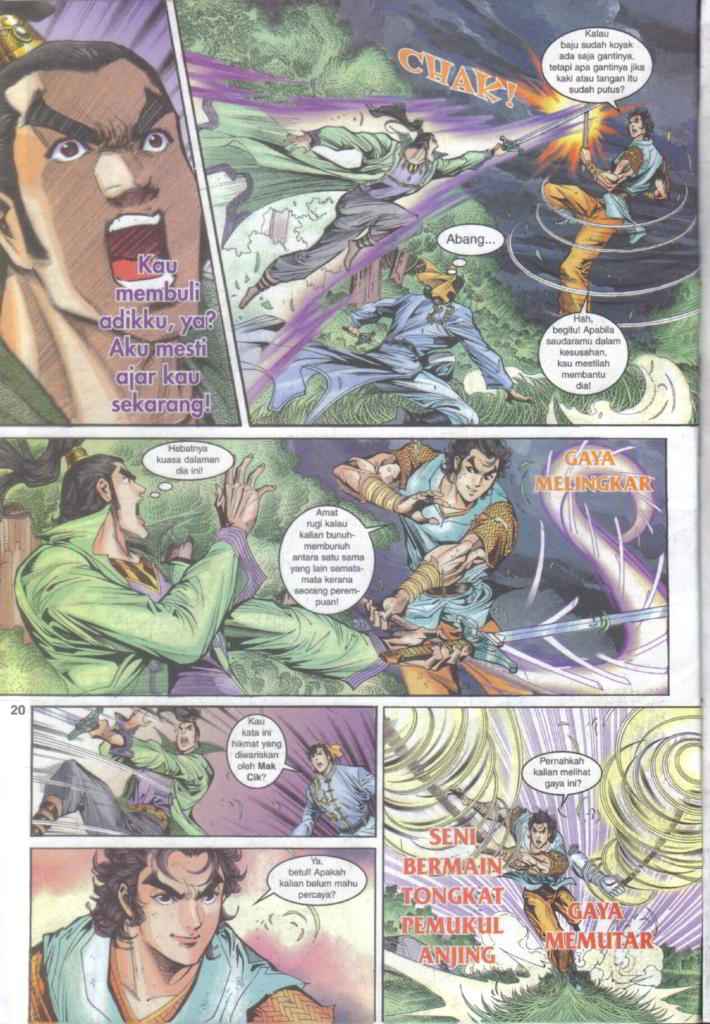 Kau
membuli
adikku, ya?
Aku mesti
ajar kau
sekarang!
CHAK!
Kalau
baju sudah koyak
ada saja gantinya,
tetapi apa gantinya jika
kaki atau tangan itu
sudah putus?
Abang...
Hah,
begitu! Apabila
saudaramu dalam
kesusahan,
kau mestilah
membantu
dia!
Hebatnya
kuasa dalaman
dia ini!
Amat
rugi kalau
kalian bunuh-
membunuh
antara satu sama
yang lain semata-
mata kerana
seorang perem-
puan!
GAYA
MELINGKAR
20
Kau
kata ini
hikmat yang
diwariskan
oleh Mak
Cik?
Ya,
betul! Apakah
kalian belum mahu
percaya?
Pernahkah
kalian melihat
gaya ini?
SENI
BERMAIN
TONGKAT
PEMUKUL
ANJING
GAYA
MEMUTAR